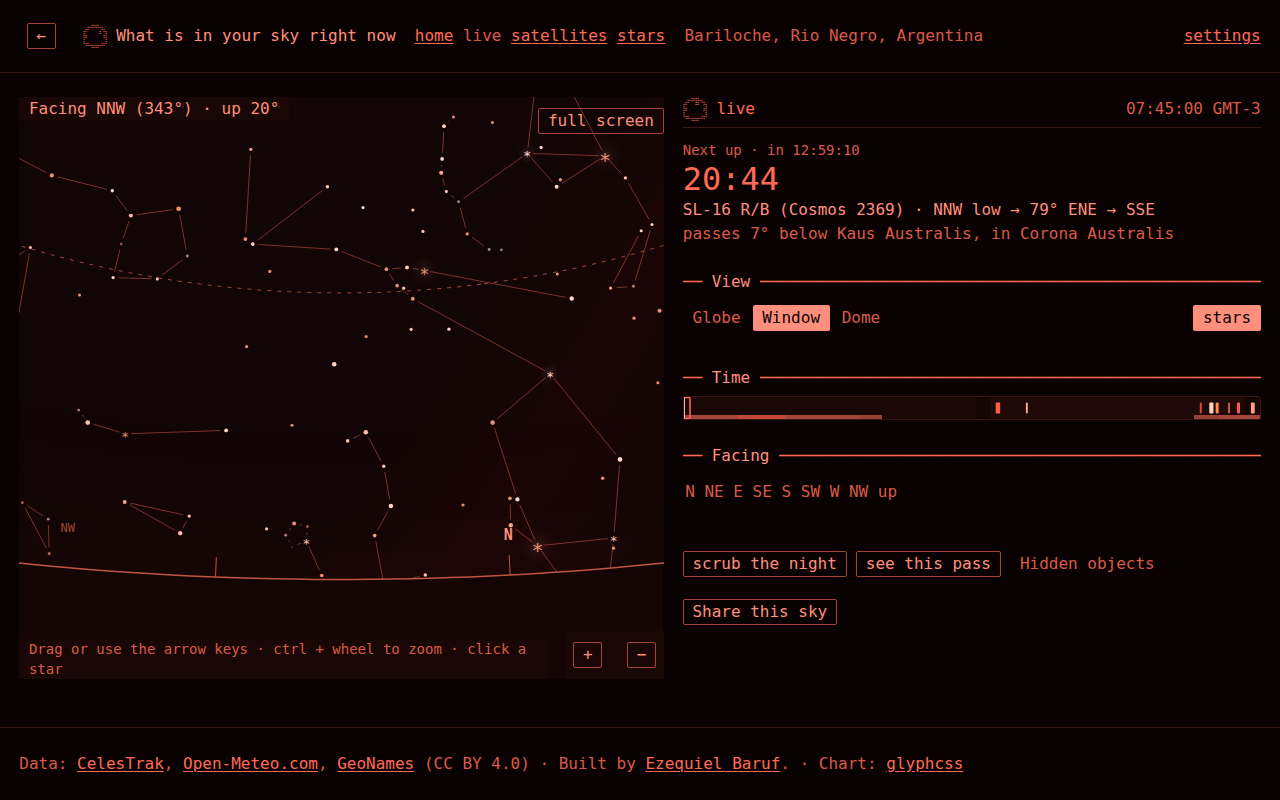 ←
What is in your sky right now home live satellites stars Bariloche, Rio Negro, Argentina settings
Facing NNW (343°) · up 20°
full screen
NW
N
Drag or use the arrow keys · ctrl + wheel to zoom · click a
star
+ −
live 07:45:00 GMT-3
Next up · in 12:59:10
20:44
SL-16 R/B (Cosmos 2369) · NNW low → 79° ENE → SSE
passes 7° below Kaus Australis, in Corona Australis
View
Globe Window Dome stars
Time
Facing
N NE E SE S SW W NW up
scrub the night see this pass Hidden objects
Share this sky
Data: CelesTrak, Open-Meteo.com, GeoNames (CC BY 4.0) · Built by Ezequiel Baruf. · Chart: glyphcss